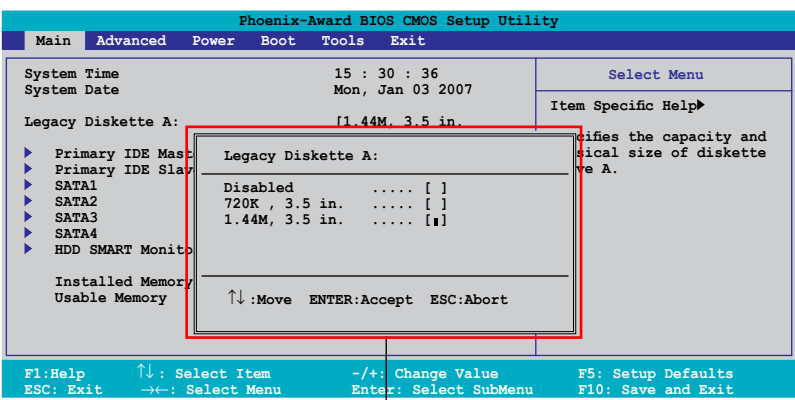 Phoenix-Award BIOS CMOS Setup Utility
Main Advanced Power Boot Tools Exit
System Time 15 : 30 : 36
System Date Mon, Jan 03 2007
Legacy Diskette A: [1.44M, 3.5 in.
Primary IDE Mast
Primary IDE Slav
SATA1
SATA2
SATA3
SATA4
HDD SMART Monito
Installed Memory
Usable Memory
Legacy Diskette A:
Disabled ..... [ ]
720K , 3.5 in. ..... [ ]
1.44M, 3.5 in. ..... [▮]
↑↓ :Move ENTER:Accept ESC:Abort
Select Menu
Item Specific Help▶
cifies the capacity and
sical size of diskette
ve A.
F1:Help ↑↓ : Select Item -/+: Change Value F5: Setup Defaults
ESC: Exit →←: Select Menu Enter: Select SubMenu F10: Save and Exit